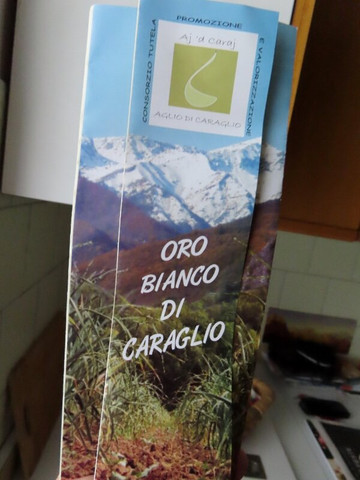 PROMOZIONE
CONSORZIO TUTELA
E VALORIZZAZIONE
Aj 'd Caraj
AGLIO DI CARAGLIO
ORO
BIANCO
DI
CARAGLIO